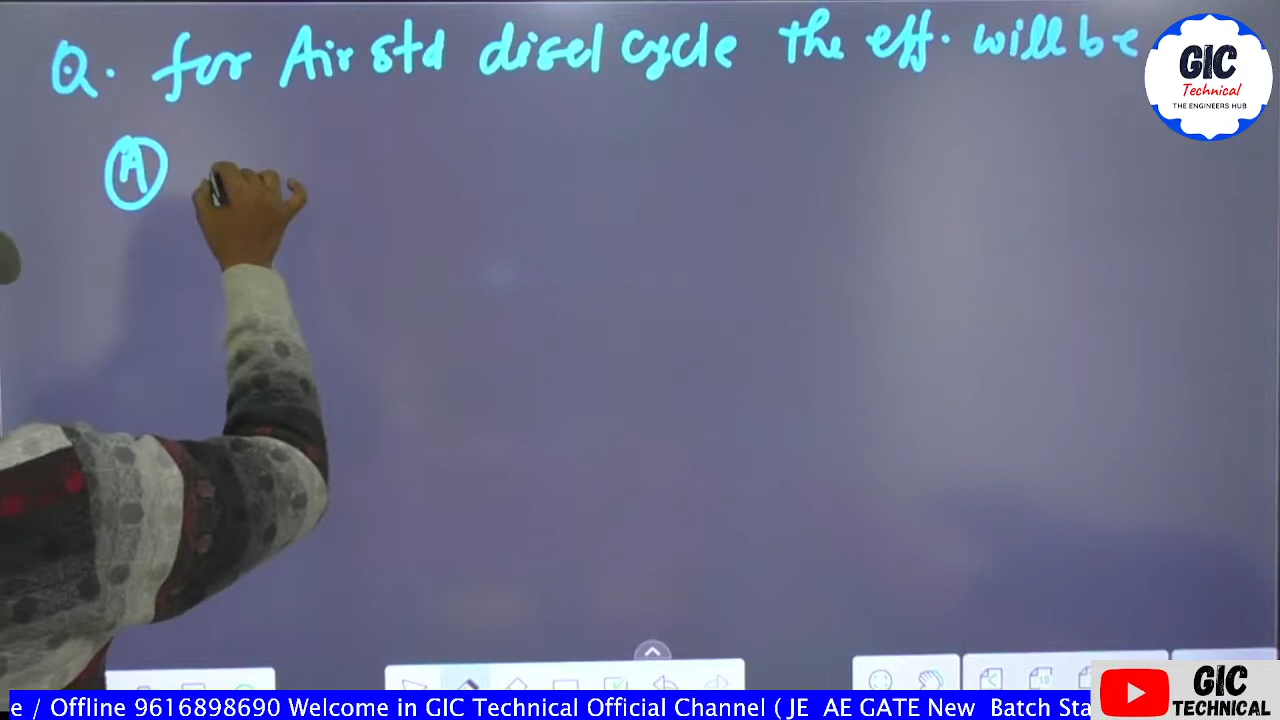 Q. for Air std disel cycle the eff. will be
GIC
Technical
THE ENGINEERS HUB
A
10
e / Offline 9616898690 Welcome in GIC Technical Official Channel ( JE AE GATE New Batch Sta
GIC
TECHNICAL